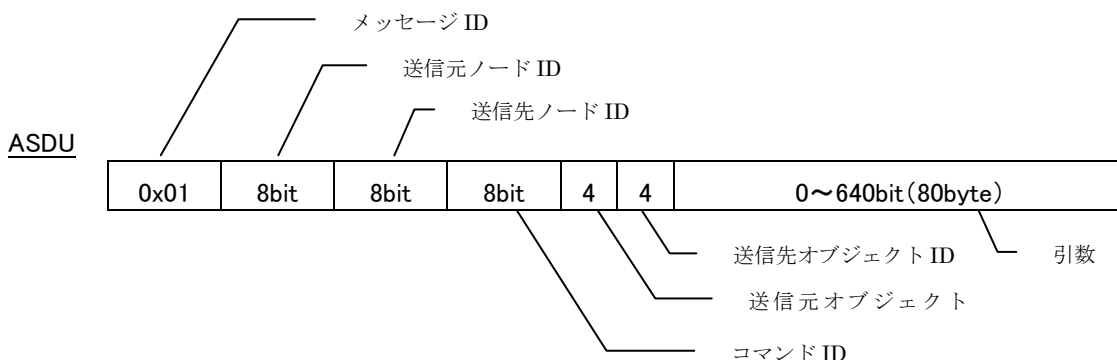 メッセージ ID
送信元ノード ID
送信先ノード ID
ASDU
0x01 8bit 8bit 8bit 4 4 0~640bit(80byte)
送信先オブジェクト ID 引数
送信元オブジェクト
コマンド ID